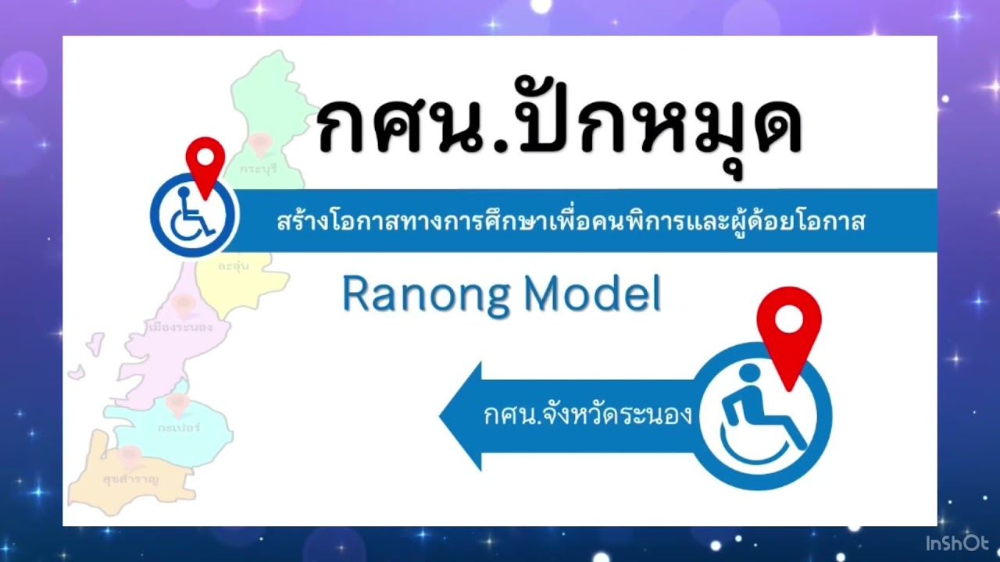 กศน.ปักหมุด
กระบุรี
สร้างโอกาสทางการศึกษาเพื่อคนพิการและผู้ด้อยโอกาส
ละอุ่น
Ranong Model
เมืองระนอง
กศน.จังหวัดระนอง
กะเปอร์
สุขสำราญ
InShOt